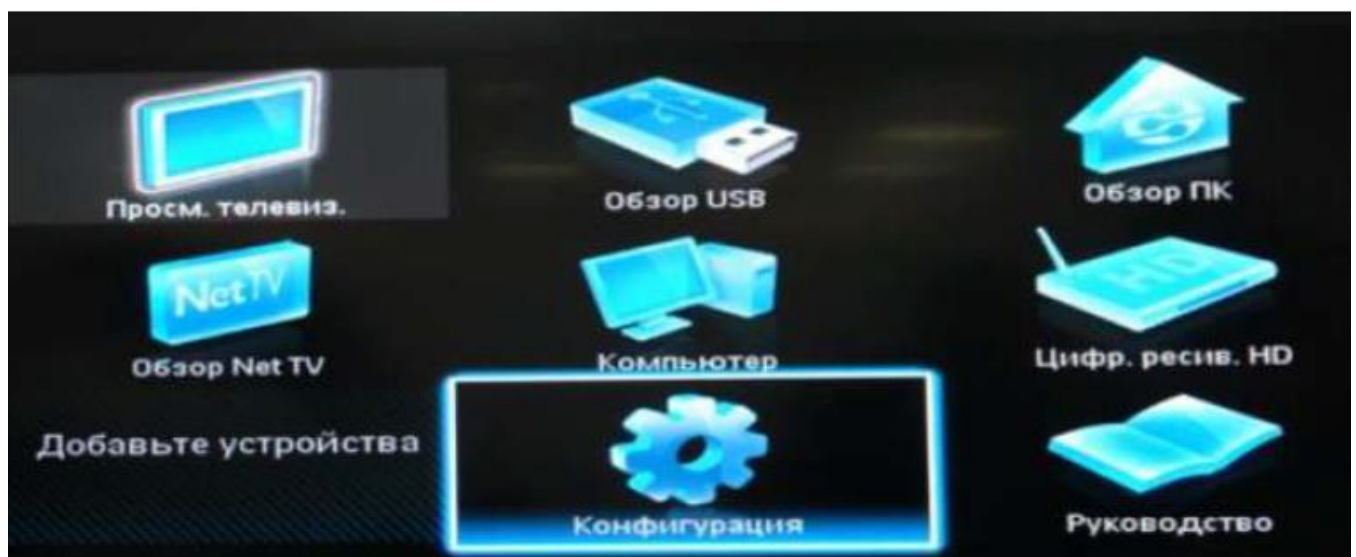 Просм. телевиз.
Обзор USB
Обзор ПК
NetTV
HD
Обзор Net TV
Компьютер
Цифр. ресив. HD
Добавьте устройства
Конфигурация
Руководство